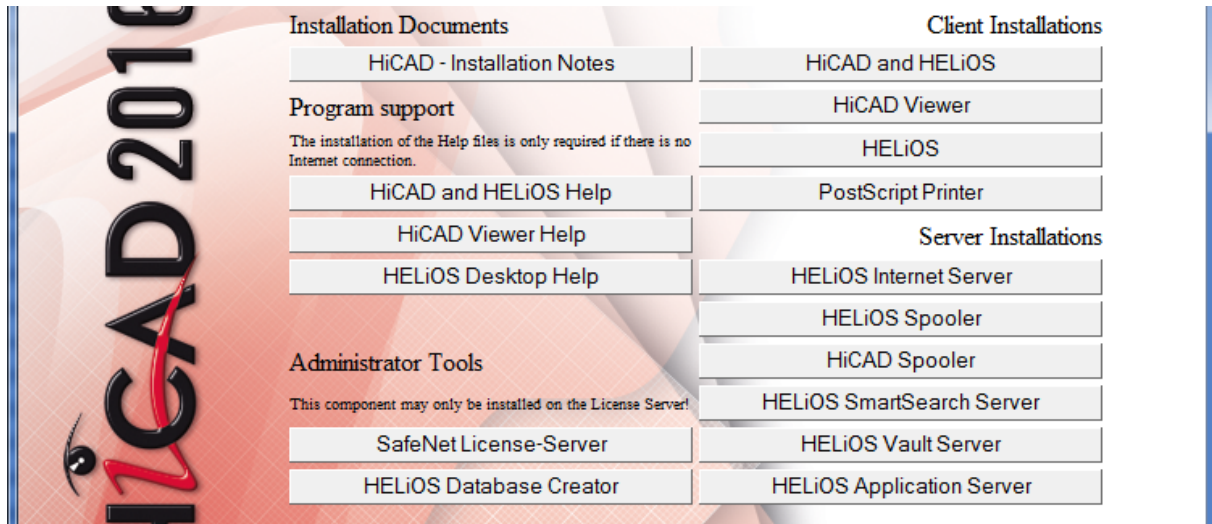 HiCAD 201
Installation Documents
HiCAD - Installation Notes
Program support
The installation of the Help files is only required if there is no
Internet connection.
HiCAD and HELiOS Help
HiCAD Viewer Help
HELiOS Desktop Help
Administrator Tools
This component may only be installed on the License Server!
SafeNet License-Server
HELiOS Database Creator
Client Installations
HiCAD and HELiOS
HiCAD Viewer
HELiOS
PostScript Printer
Server Installations
HELiOS Internet Server
HELiOS Spooler
HiCAD Spooler
HELiOS SmartSearch Server
HELiOS Vault Server
HELiOS Application Server